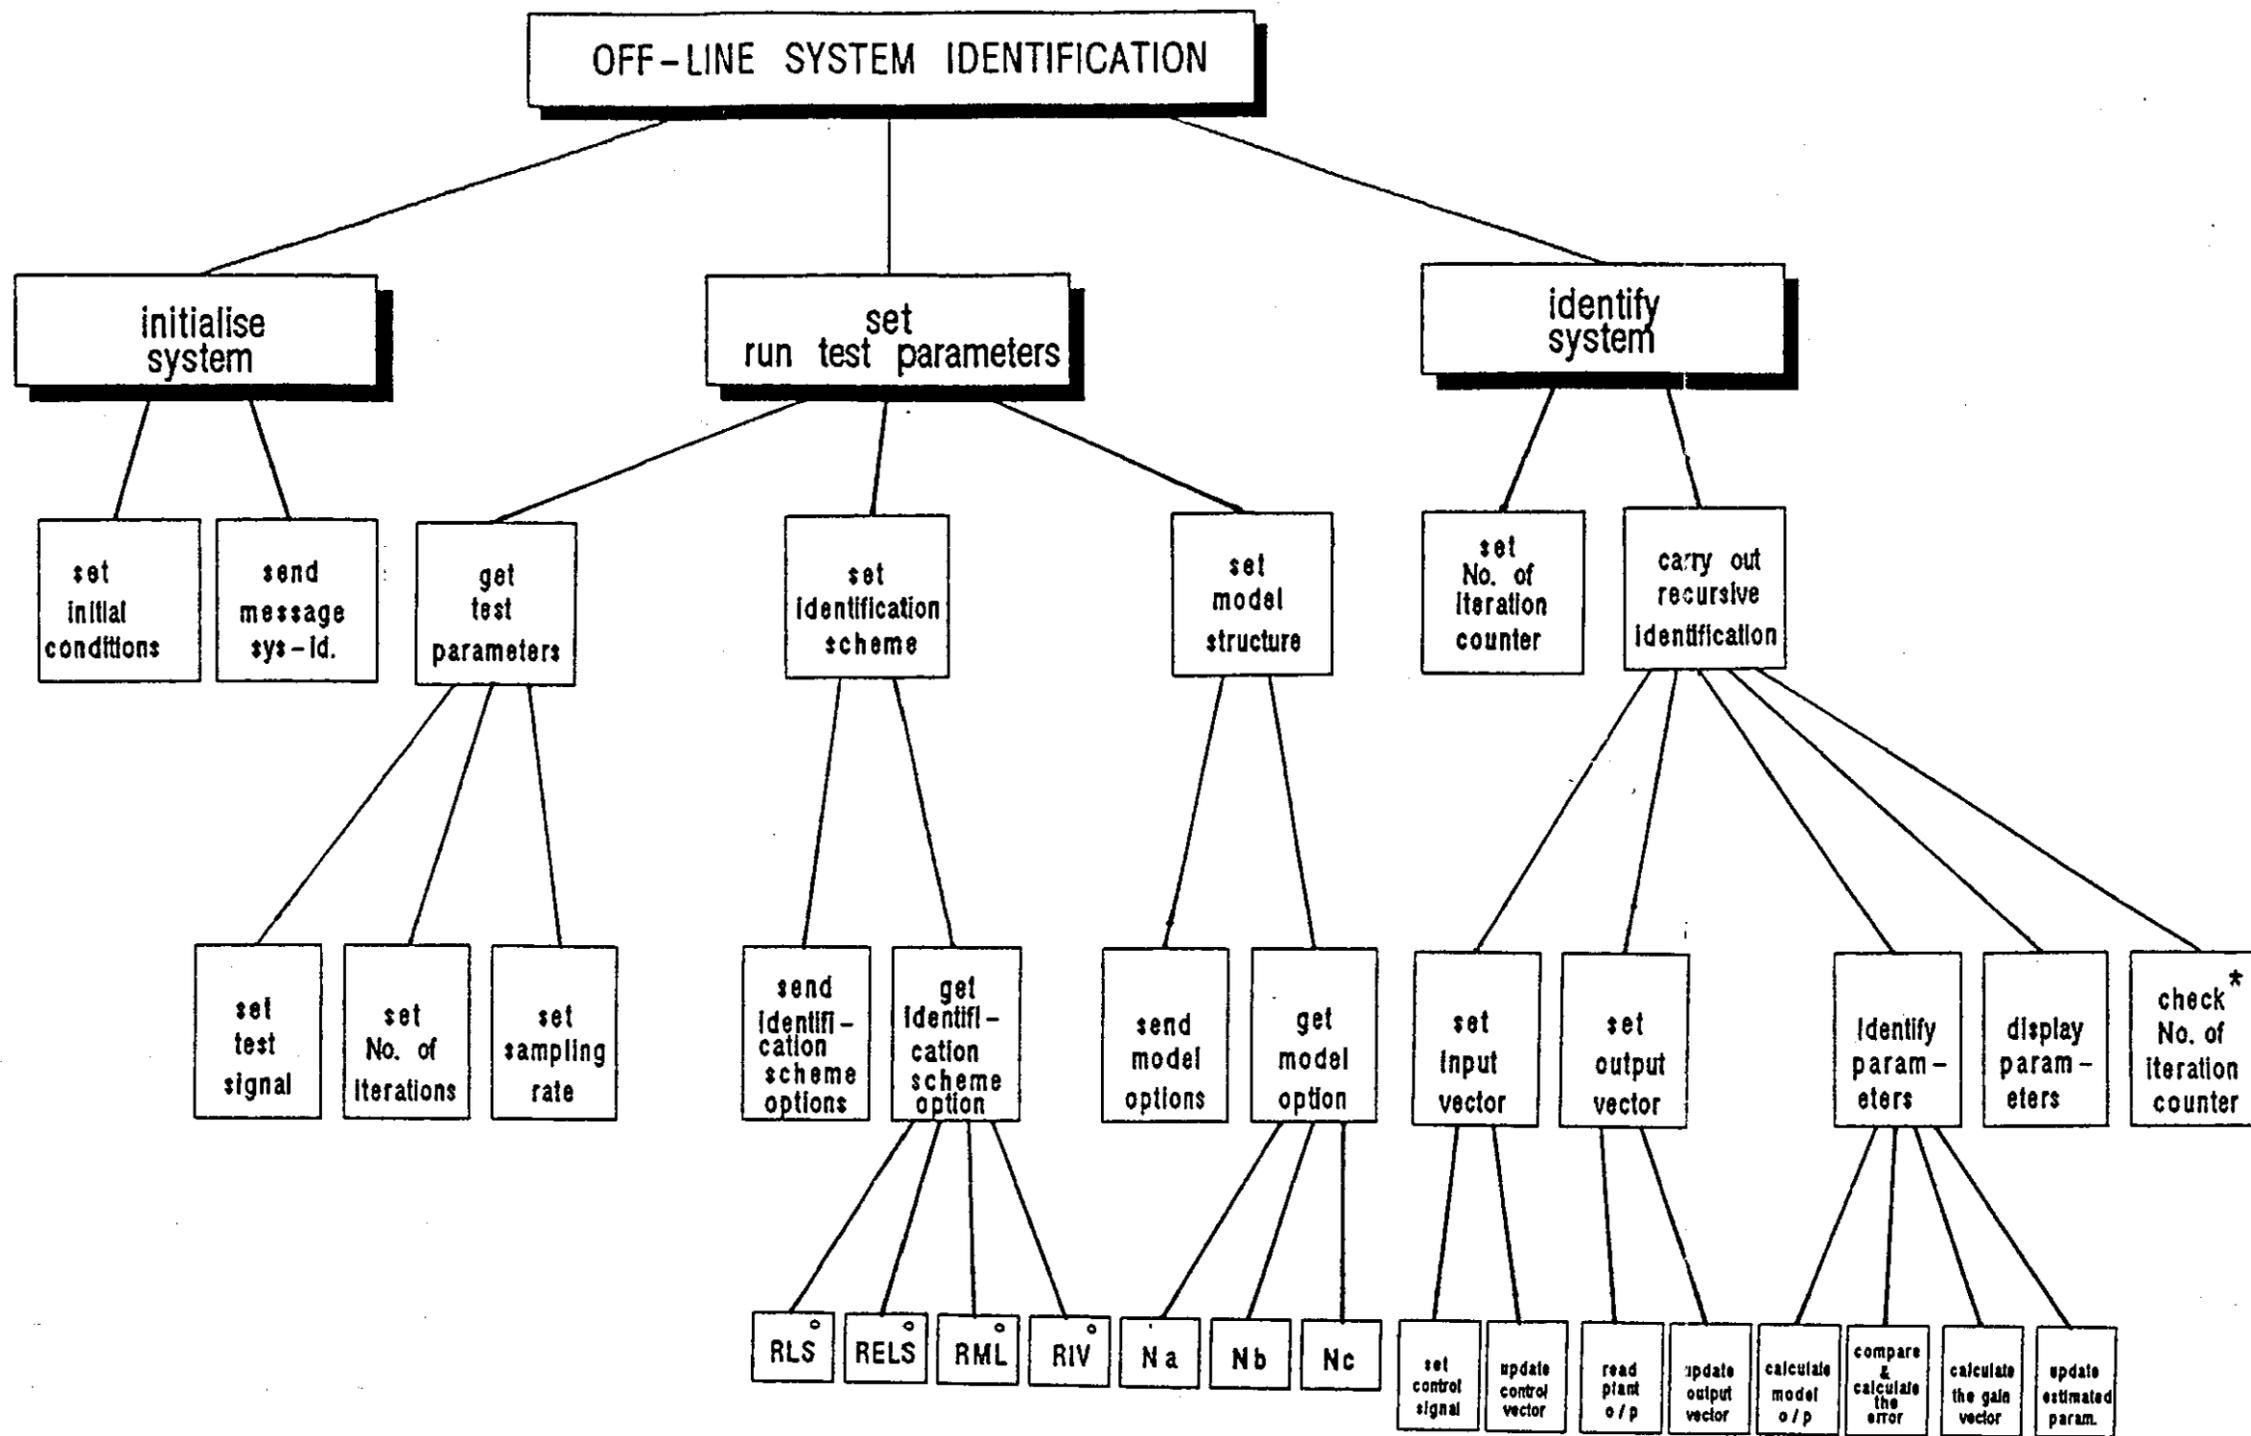 OFF-LINE SYSTEM IDENTIFICATION
initialise
system
set
run test parameters
identify
system
set
initial
conditions
send
message
sys-id.
get
test
parameters
set
identification
scheme
set
model
structure
set
No. of
iteration
counter
carry out
recursive
identification
set
test
signal
set
No. of
iterations
set
sampling
rate
send
identifi-
cation
scheme
options
get
identifi-
cation
scheme
option
send
model
options
get
model
option
set
input
vector
set
output
vector
identify
param-
eters
display
param-
eters
check*
No. of
iteration
counter
RLS o
RELS o
RML o
RIV o
Na
Nb
Nc
set
control
signal
update
control
vector
read
plant
o/p
update
output
vector
calculate
model
o/p
compare
&
calculate
the
error
calculate
the gain
vector
update
estimated
param.